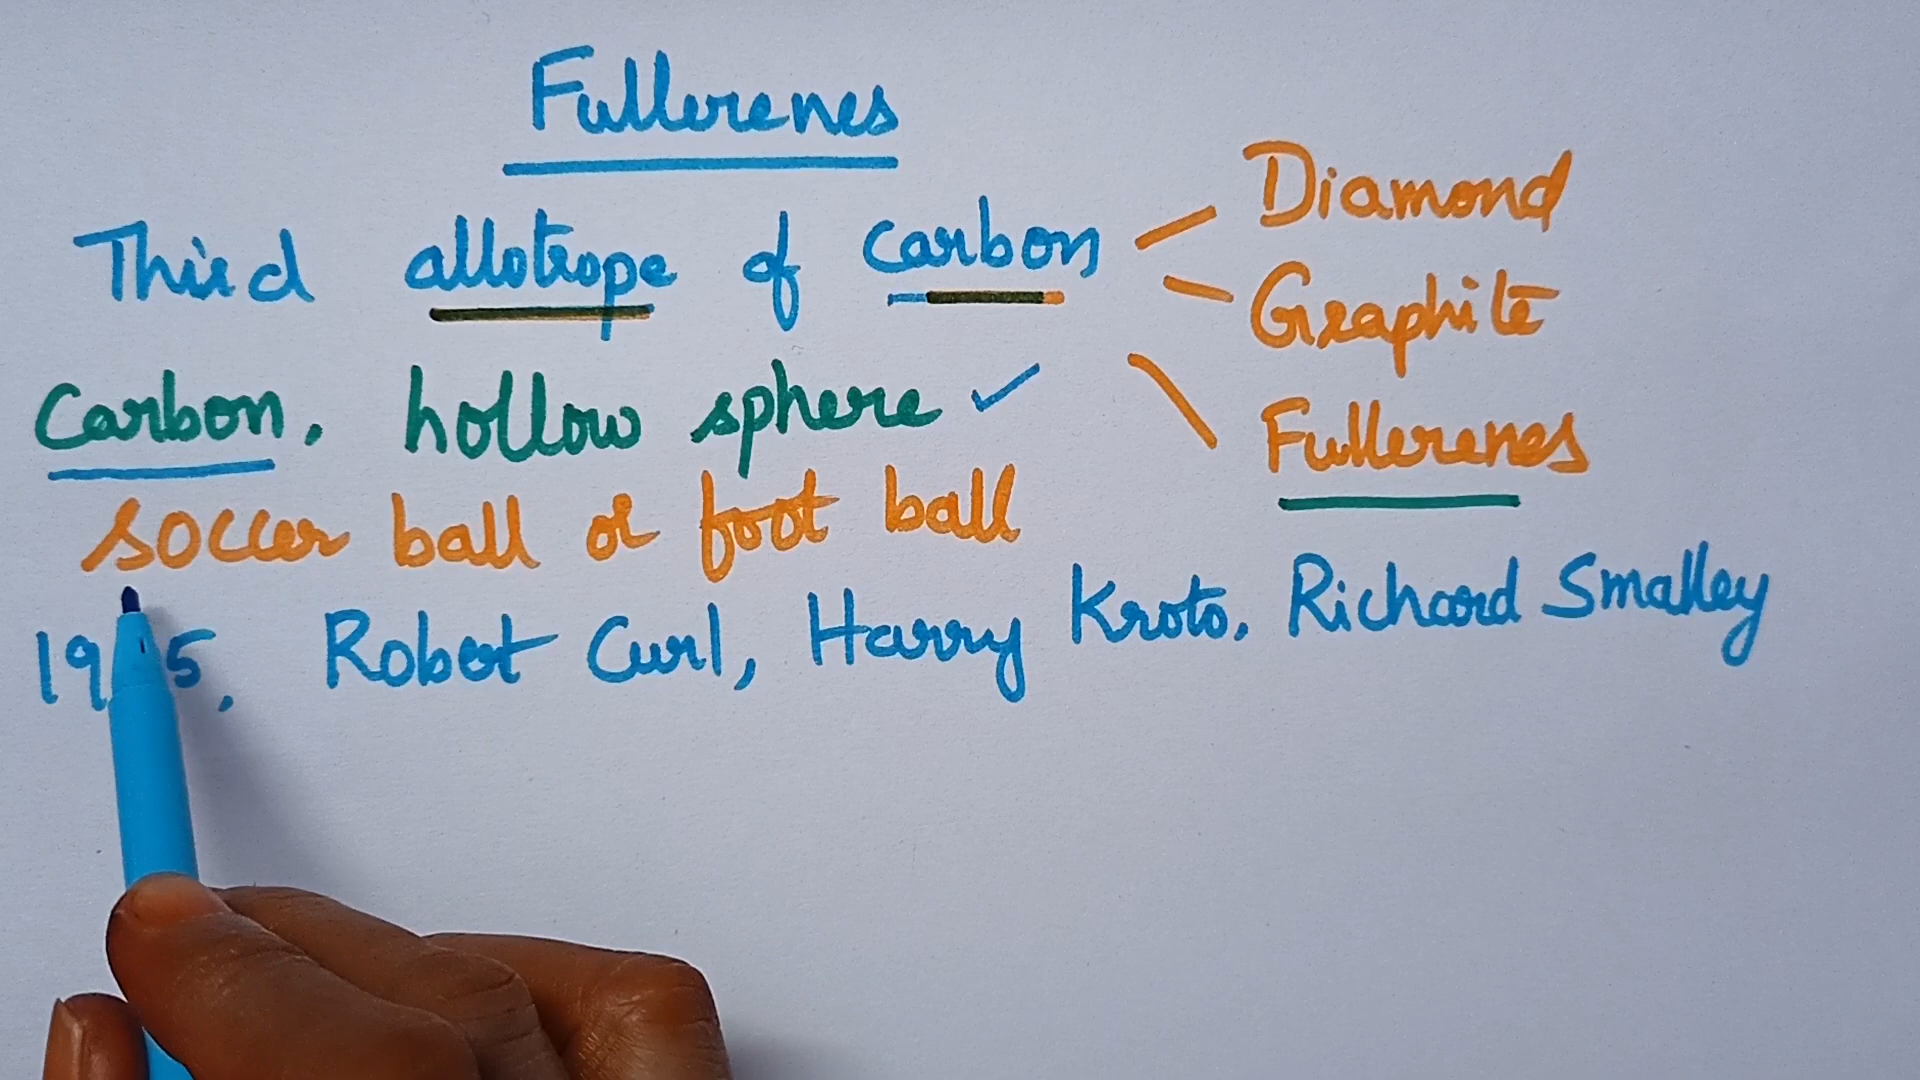 Fullerenes
Third allotrope of carbon
Diamond
Graphite
Fullerenes
Carbon, hollow sphere ✓
soccer ball or foot ball
Robert Curl, Harry Kroto, Richard Smalley